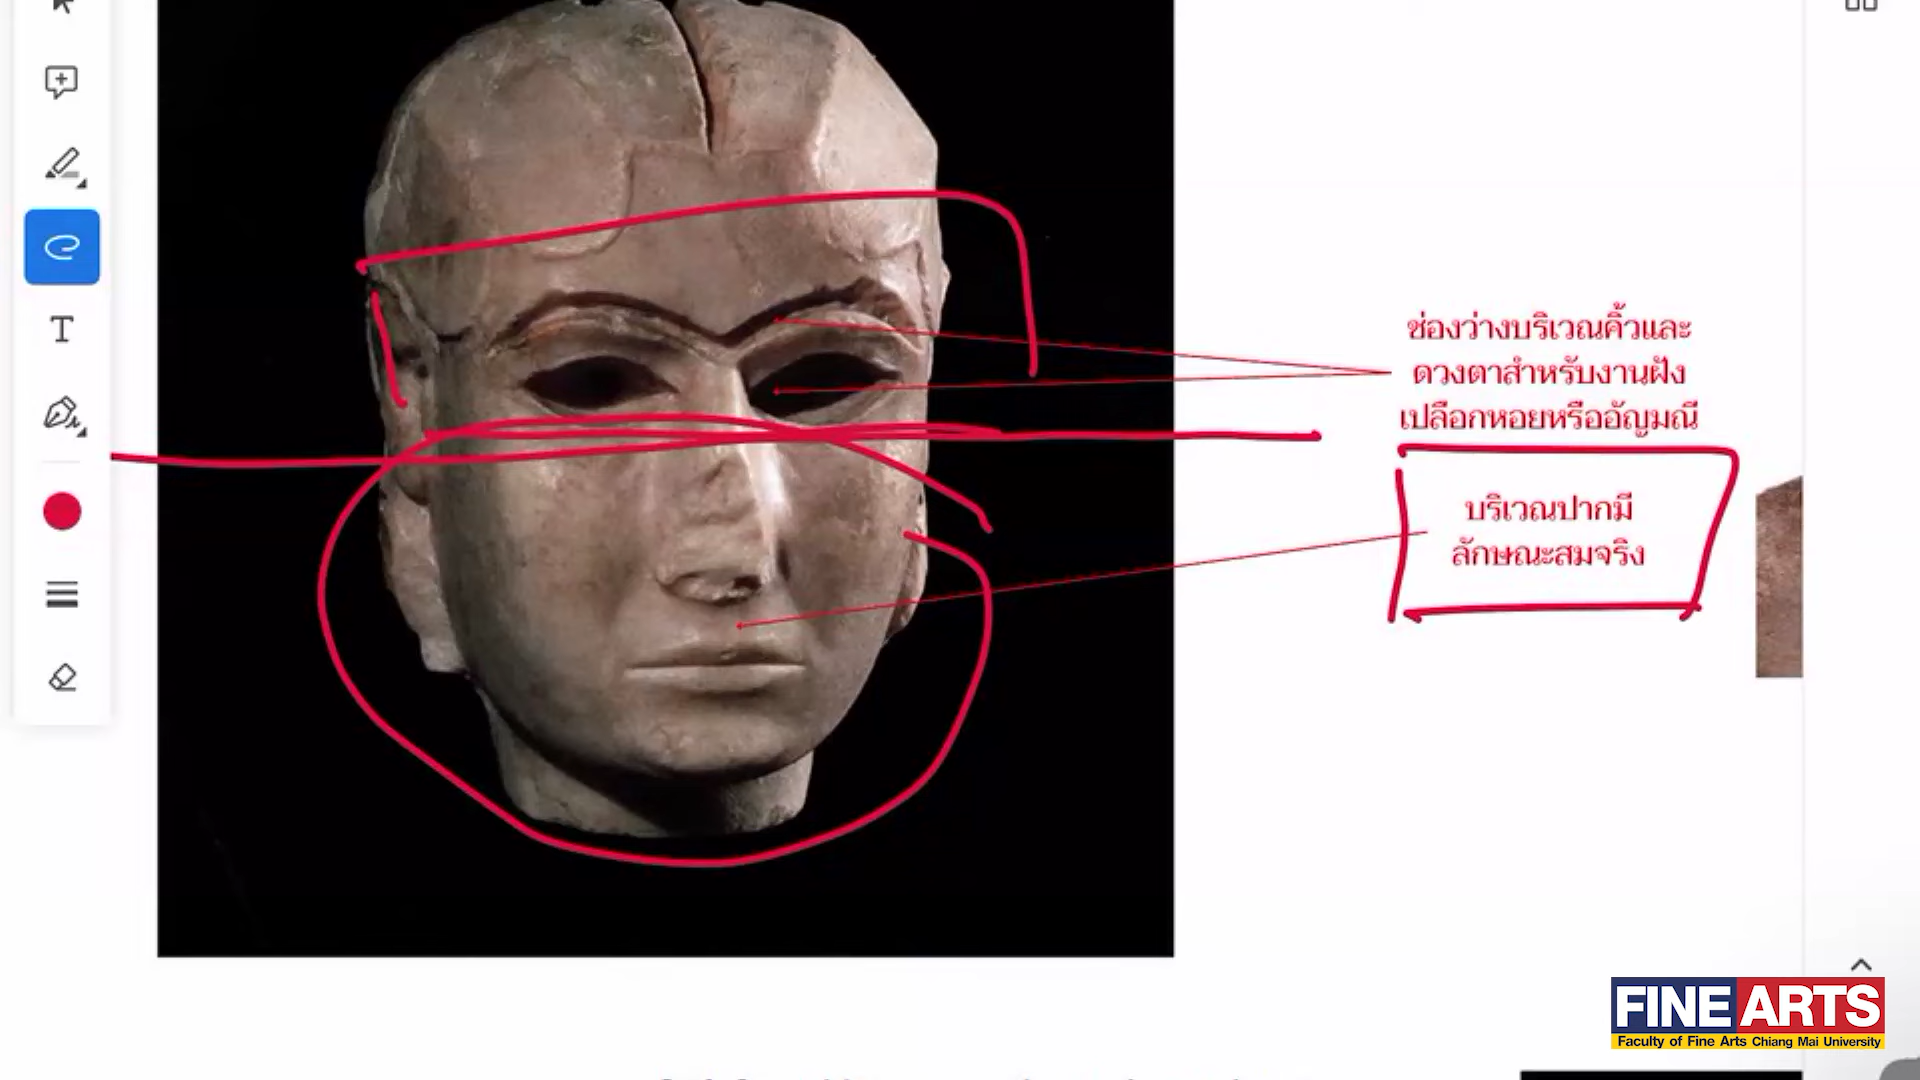 ช่องว่างบริเวณคิ้วและ
ดวงตาสำหรับงานฝัง
เปลือกหอยหรืออัญมณี
บริเวณปากมี
ลักษณะสมจริง
FINE ARTS
Faculty of Fine Arts Chiang Mai University